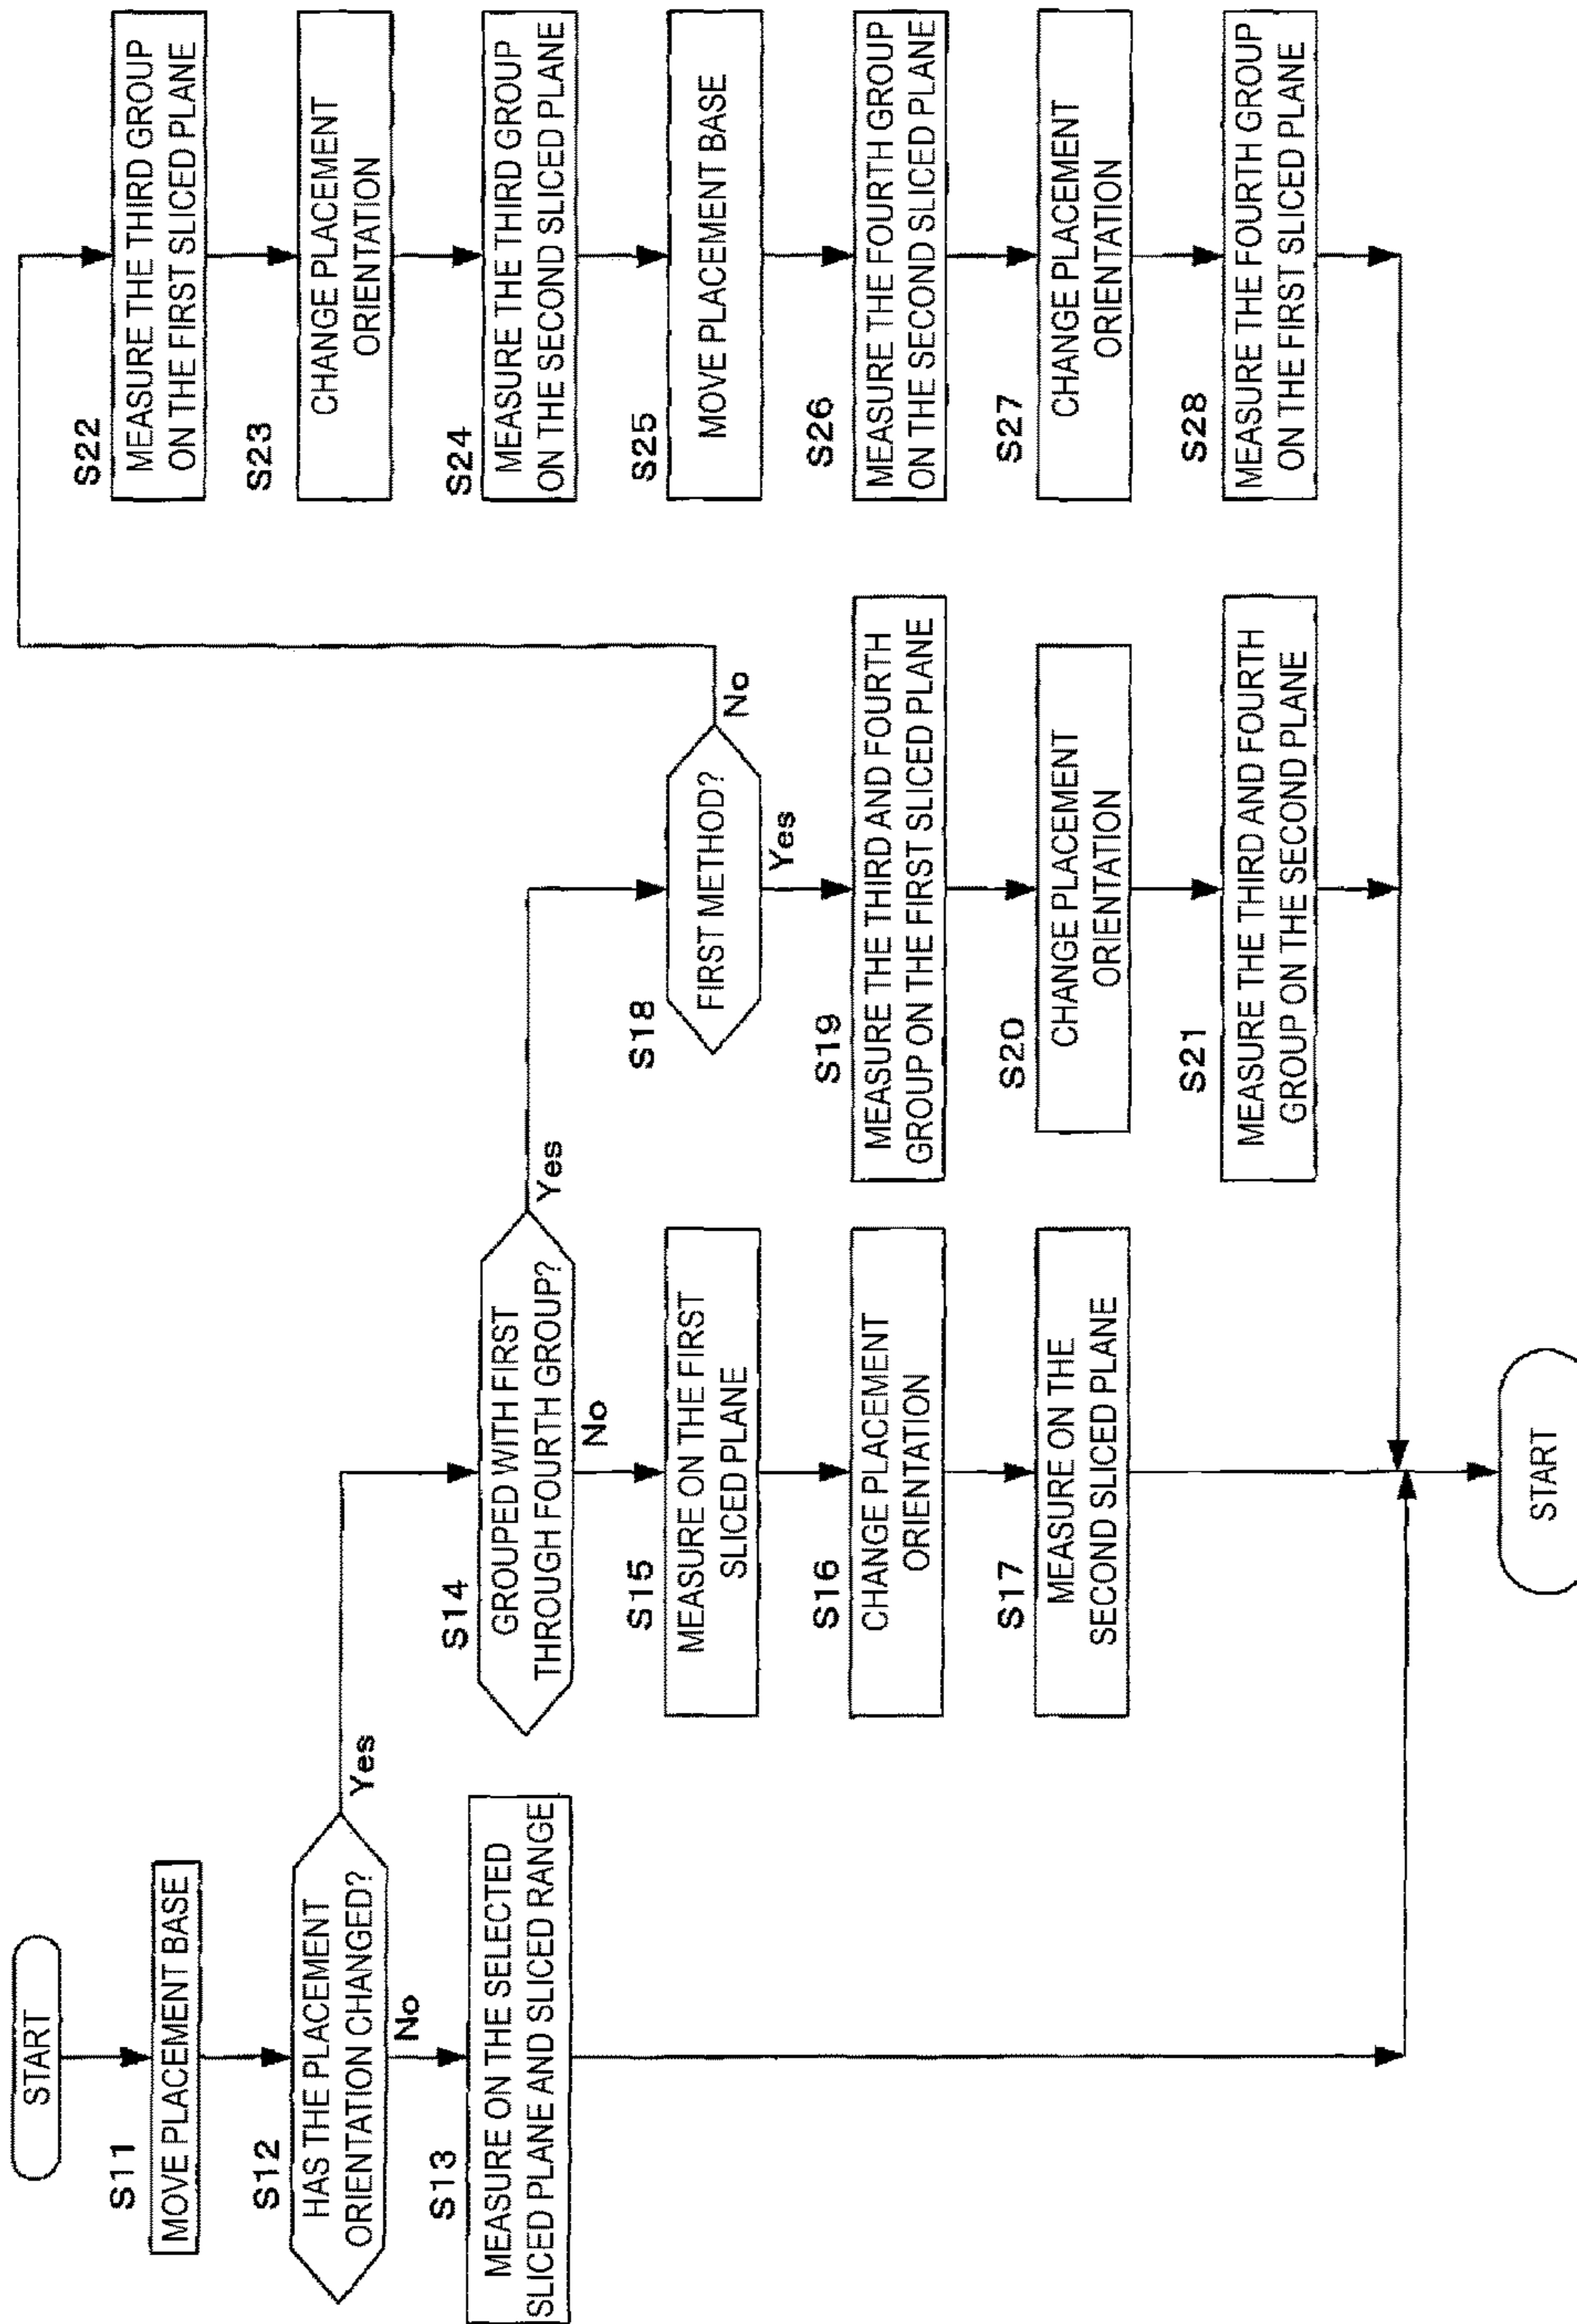 START
S11
MOVE PLACEMENT BASE
S12
HAS THE PLACEMENT
ORIENTATION CHANGED?
Yes
No
S13
MEASURE ON THE SELECTED
SLICED PLANE AND SLICED RANGE
S14
GROUPED WITH FIRST
THROUGH FOURTH GROUP?
Yes
No
S15
MEASURE ON THE FIRST
SLICED PLANE
S16
CHANGE PLACEMENT
ORIENTATION
S17
MEASURE ON THE
SECOND SLICED PLANE
S18
FIRST METHOD?
No
Yes
S19
MEASURE THE THIRD AND FOURTH
GROUP ON THE FIRST SLICED PLANE
S20
CHANGE PLACEMENT
ORIENTATION
S21
MEASURE THE THIRD AND FOURTH
GROUP ON THE SECOND PLANE
S22
MEASURE THE THIRD GROUP
ON THE FIRST SLICED PLANE
S23
CHANGE PLACEMENT
ORIENTATION
S24
MEASURE THE THIRD GROUP
ON THE SECOND SLICED PLANE
S25
MOVE PLACEMENT BASE
S26
MEASURE THE FOURTH GROUP
ON THE SECOND SLICED PLANE
S27
CHANGE PLACEMENT
ORIENTATION
S28
MEASURE THE FOURTH GROUP
ON THE FIRST SLICED PLANE
START